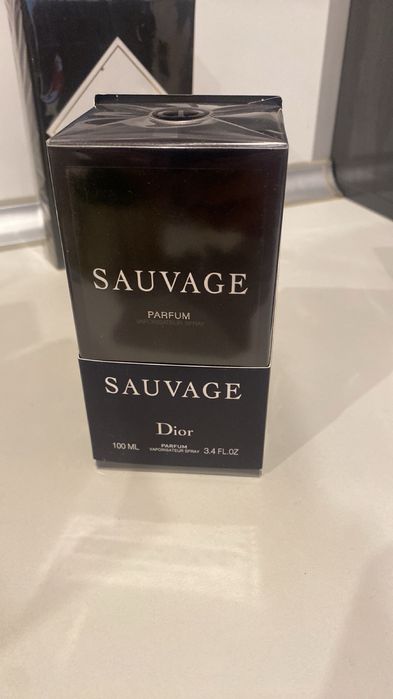 SAUVAGE
PARFUM
VAPORISATEUR SPRAY
SAUVAGE
Dior
100 ML PARFUM 3.4 FL.OZ
VAPORISATEUR SPRAY